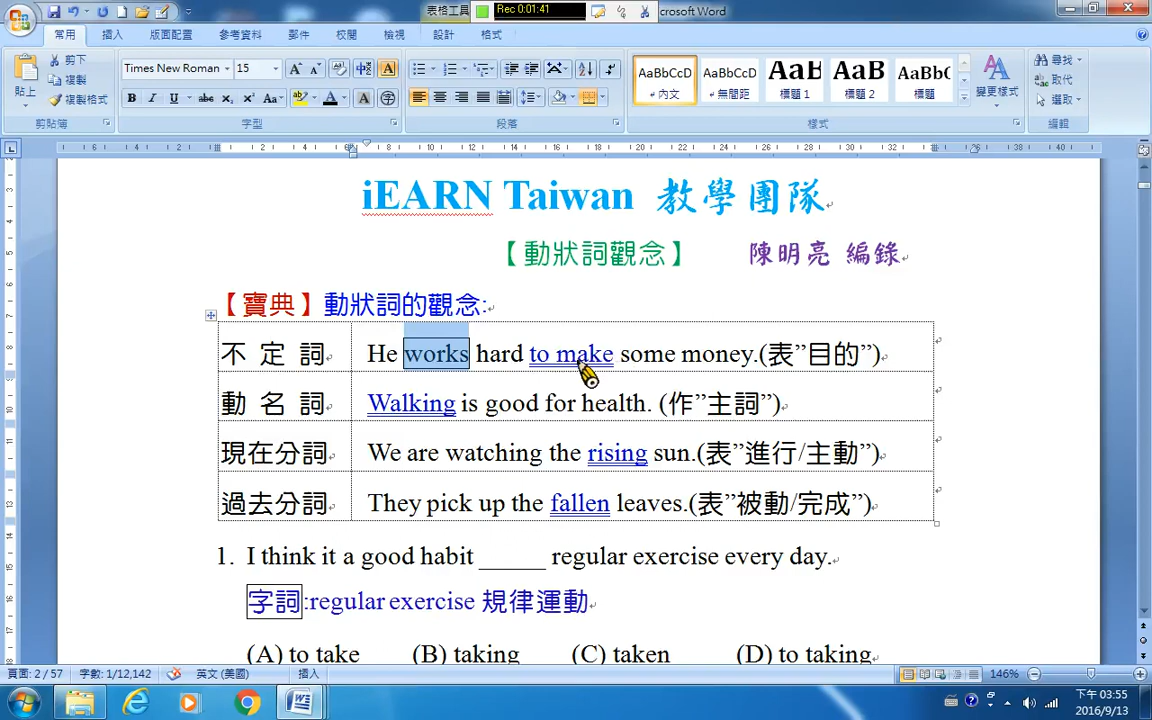 表格工具
Rec 0:01:41
crosoft Word
常用 插入 版面配置 參考資料 郵件 校閱 檢視 設計 格式
貼上
剪下
複製
複製格式
剪貼簿
Times New Roman 15
字型
段落
AaBbCcD
內文
AaBbCcD
無間距
AaB
標題 1
AaB
標題 2
AaBb(
標題
變更樣式
樣式
尋找
取代
選取
編輯
iEARN Taiwan 教學團隊
【動狀詞觀念】 陳明亮 編錄
【寶典】動狀詞的觀念:
不 定 詞 He works hard to make some money.(表”目的”)
動 名 詞 Walking is good for health. (作”主詞”)
現在分詞 We are watching the rising sun.(表”進行/主動”)
過去分詞 They pick up the fallen leaves.(表”被動/完成”)
1. I think it a good habit _____ regular exercise every day.
字詞:regular exercise 規律運動
(A) to take (B) taking (C) taken (D) to taking
頁面: 2 / 57 字數: 1/12,142 英文 (美國) 插入 146%
下午 03:55
2016/9/13